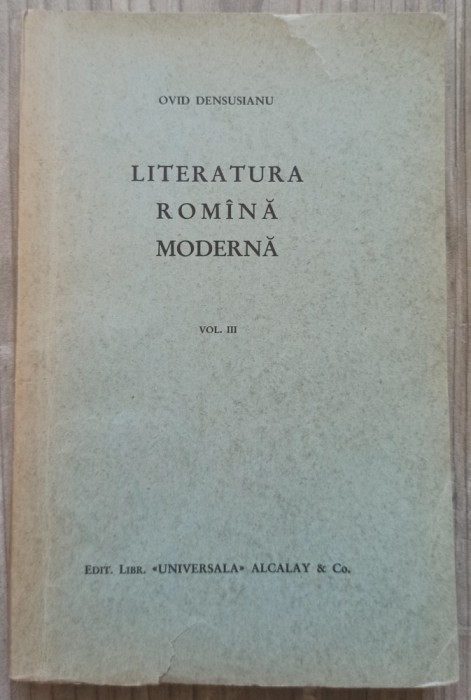 OVID DENSUSIANU
LITERATURA
ROMÎNĂ
MODERNĂ
VOL. III
EDIT. LIBR. «UNIVERSALA» ALCALAY & Co.